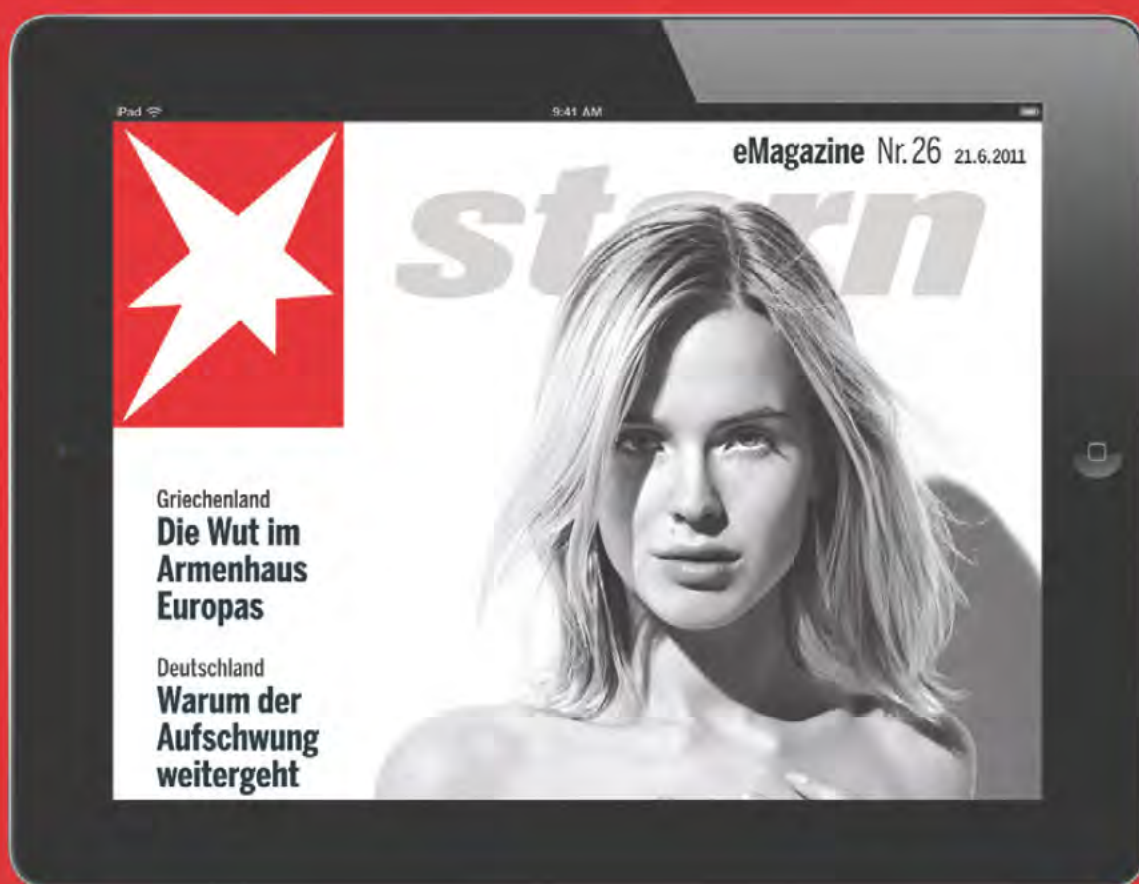 iPad
9:41 AM
eMagazine Nr. 26 21.6.2011
stern
Griechenland
Die Wut im
Armenhaus
Europas
Deutschland
Warum der
Aufschwung
weitergeht